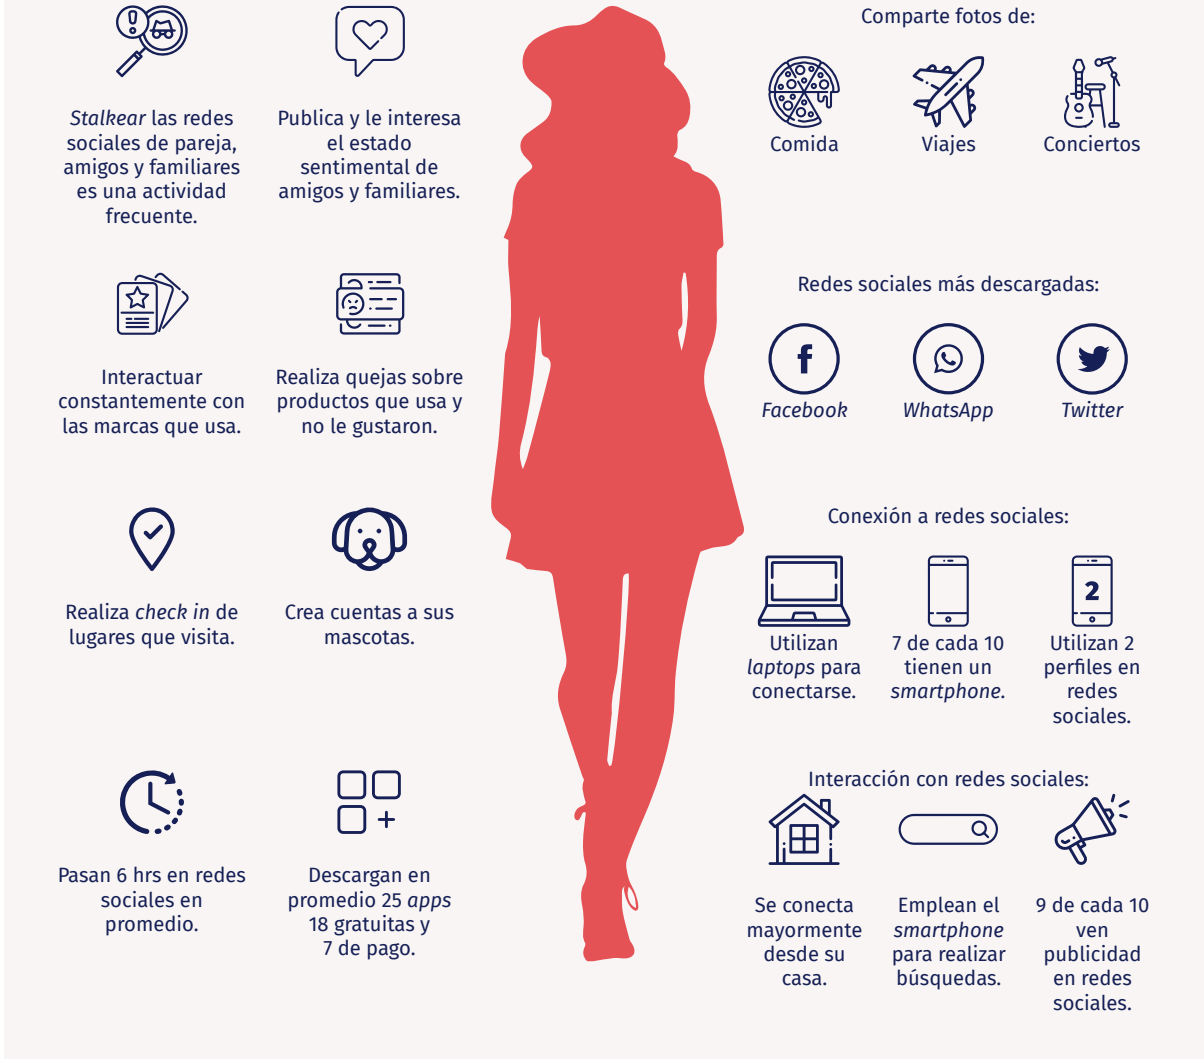 Stalkear las redes
sociales de pareja,
amigos y familiares
es una actividad
frecuente.
Publica y le interesa
el estado
sentimental de
amigos y familiares.
Interactuar
constantemente con
las marcas que usa.
Realiza quejas sobre
productos que usa y
no le gustaron.
Realiza check in de
lugares que visita.
Crea cuentas a sus
mascotas.
Pasan 6 hrs en redes
sociales en
promedio.
Descargan en
promedio 25 apps
18 gratuitas y
7 de pago.
Comparte fotos de:
Comida
Viajes
Conciertos
Redes sociales más descargadas:
Facebook
WhatsApp
Twitter
Conexión a redes sociales:
Utilizan
laptops para
conectarse.
7 de cada 10
tienen un
smartphone.
2
Utilizan 2
perfiles en
redes
sociales.
Interacción con redes sociales:
Se conecta
mayormente
desde su
casa.
Emplean el
smartphone
para realizar
búsquedas.
9 de cada 10
ven
publicidad
en redes
sociales.